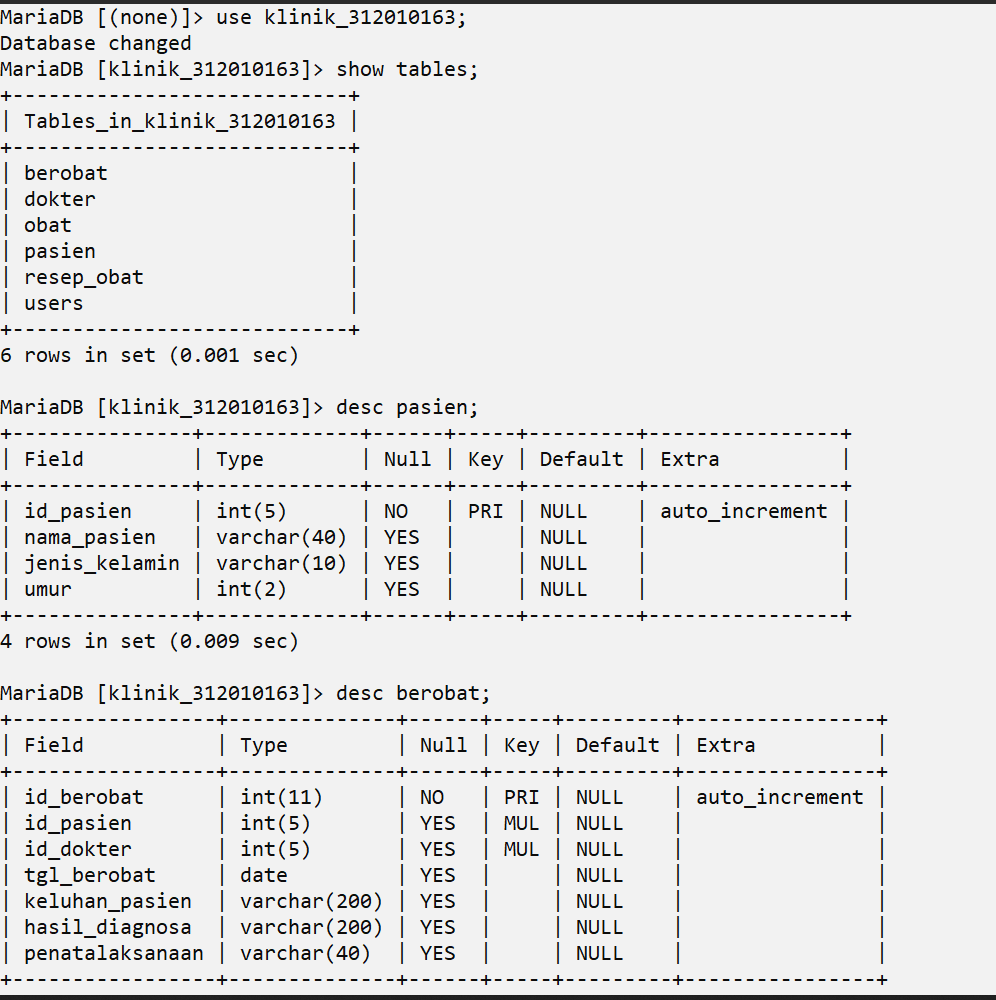 MariaDB [(none)]> use klinik_312010163;
Database changed
MariaDB [klinik_312010163]> show tables;
+----------------------------+
| Tables_in_klinik_312010163 |
+----------------------------+
| berobat                    |
| dokter                     |
| obat                       |
| pasien                     |
| resep_obat                 |
| users                      |
+----------------------------+
6 rows in set (0.001 sec)

MariaDB [klinik_312010163]> desc pasien;
+---------------+-------------+------+-----+---------+----------------+
| Field         | Type        | Null | Key | Default | Extra          |
+---------------+-------------+------+-----+---------+----------------+
| id_pasien     | int(5)      | NO   | PRI | NULL    | auto_increment |
| nama_pasien   | varchar(40) | YES  |     | NULL    |                |
| jenis_kelamin | varchar(10) | YES  |     | NULL    |                |
| umur          | int(2)      | YES  |     | NULL    |                |
+---------------+-------------+------+-----+---------+----------------+
4 rows in set (0.009 sec)

MariaDB [klinik_312010163]> desc berobat;
+-----------------+--------------+------+-----+---------+----------------+
| Field           | Type         | Null | Key | Default | Extra          |
+-----------------+--------------+------+-----+---------+----------------+
| id_berobat      | int(11)      | NO   | PRI | NULL    | auto_increment |
| id_pasien       | int(5)       | YES  | MUL | NULL    |                |
| id_dokter       | int(5)       | YES  | MUL | NULL    |                |
| tgl_berobat     | date         | YES  |     | NULL    |                |
| keluhan_pasien  | varchar(200) | YES  |     | NULL    |                |
| hasil_diagnosa  | varchar(200) | YES  |     | NULL    |                |
| penatalaksanaan | varchar(40)  | YES  |     | NULL    |                |
+-----------------+--------------+------+-----+---------+----------------+